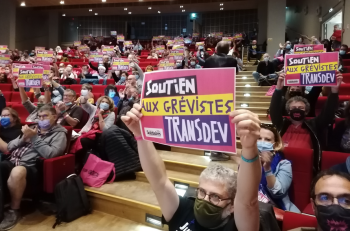 SOUTIEN
AUX GRÉVISTES
TRANSDEV
SOUTIEN
AUX GRÉVISTES
TRANSDEV